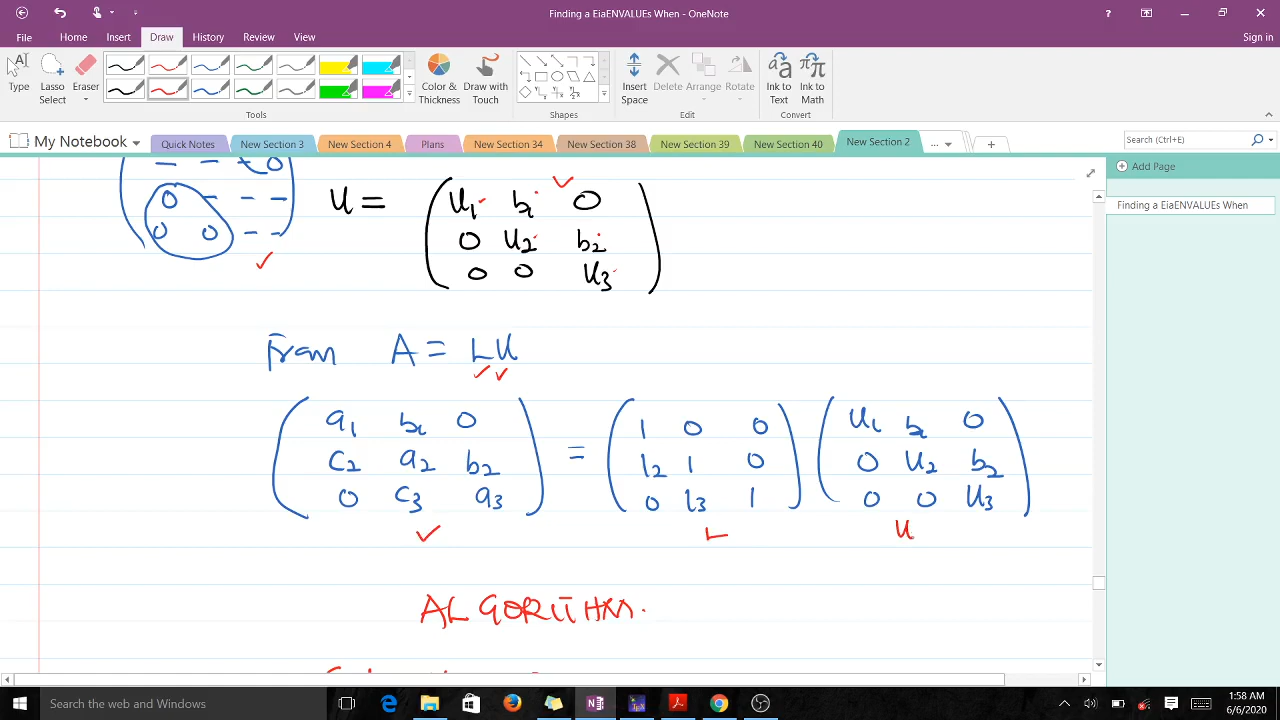 Finding a EiaENVALUEs When - OneNote
Sign in
File Home Insert Draw History Review View
Type Lasso Select Eraser Color & Thickness Draw with Touch Insert Space Delete Arrange Rotate Ink to Text Ink to Math
Tools Shapes Edit Convert
My Notebook Quick Notes New Section 3 New Section 4 Plans New Section 34 New Section 38 New Section 39 New Section 40 New Section 2 ... Search (Ctrl+E)
Add Page
Finding a EiaENVALUEs When
U = ( u1 b1 0
0 u2 b2
0 0 u3 )
0 - - -
0 0 - -
From A = LU
( a1 b1 0 ) = ( 1 0 0 ) ( u1 b1 0 )
( c2 a2 b2 ) ( l2 1 0 ) ( 0 u2 b2 )
( 0 c3 a3 ) ( 0 l3 1 ) ( 0 0 u3 )
L U
ALGORITHM.
Search the web and Windows
1:58 AM
6/6/2020